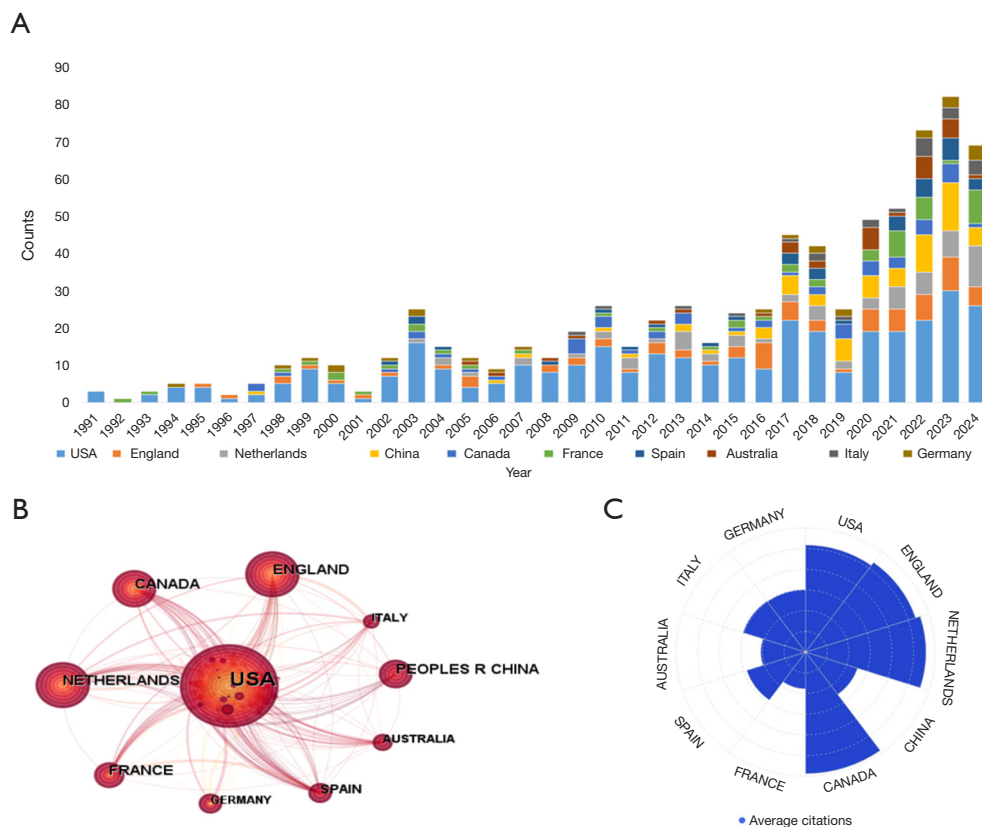 A
90
80
70
60
50
40
30
20
10
0
Counts
1991 1992 1993 1994 1995 1996 1997 1998 1999 2000 2001 2002 2003 2004 2005 2006 2007 2008 2009 2010 2011 2012 2013 2014 2015 2016 2017 2018 2019 2020 2021 2022 2023 2024
USA England Netherlands China Canada France Spain Australia Italy Germany
Year
B
ENGLAND
CANADA
ITALY
PEOPLES R CHINA
USA
NETHERLANDS
AUSTRALIA
FRANCE
SPAIN
GERMANY
C
USA
ENGLAND
NETHERLANDS
CHINA
CANADA
FRANCE
SPAIN
AUSTRALIA
ITALY
GERMANY
Average citations